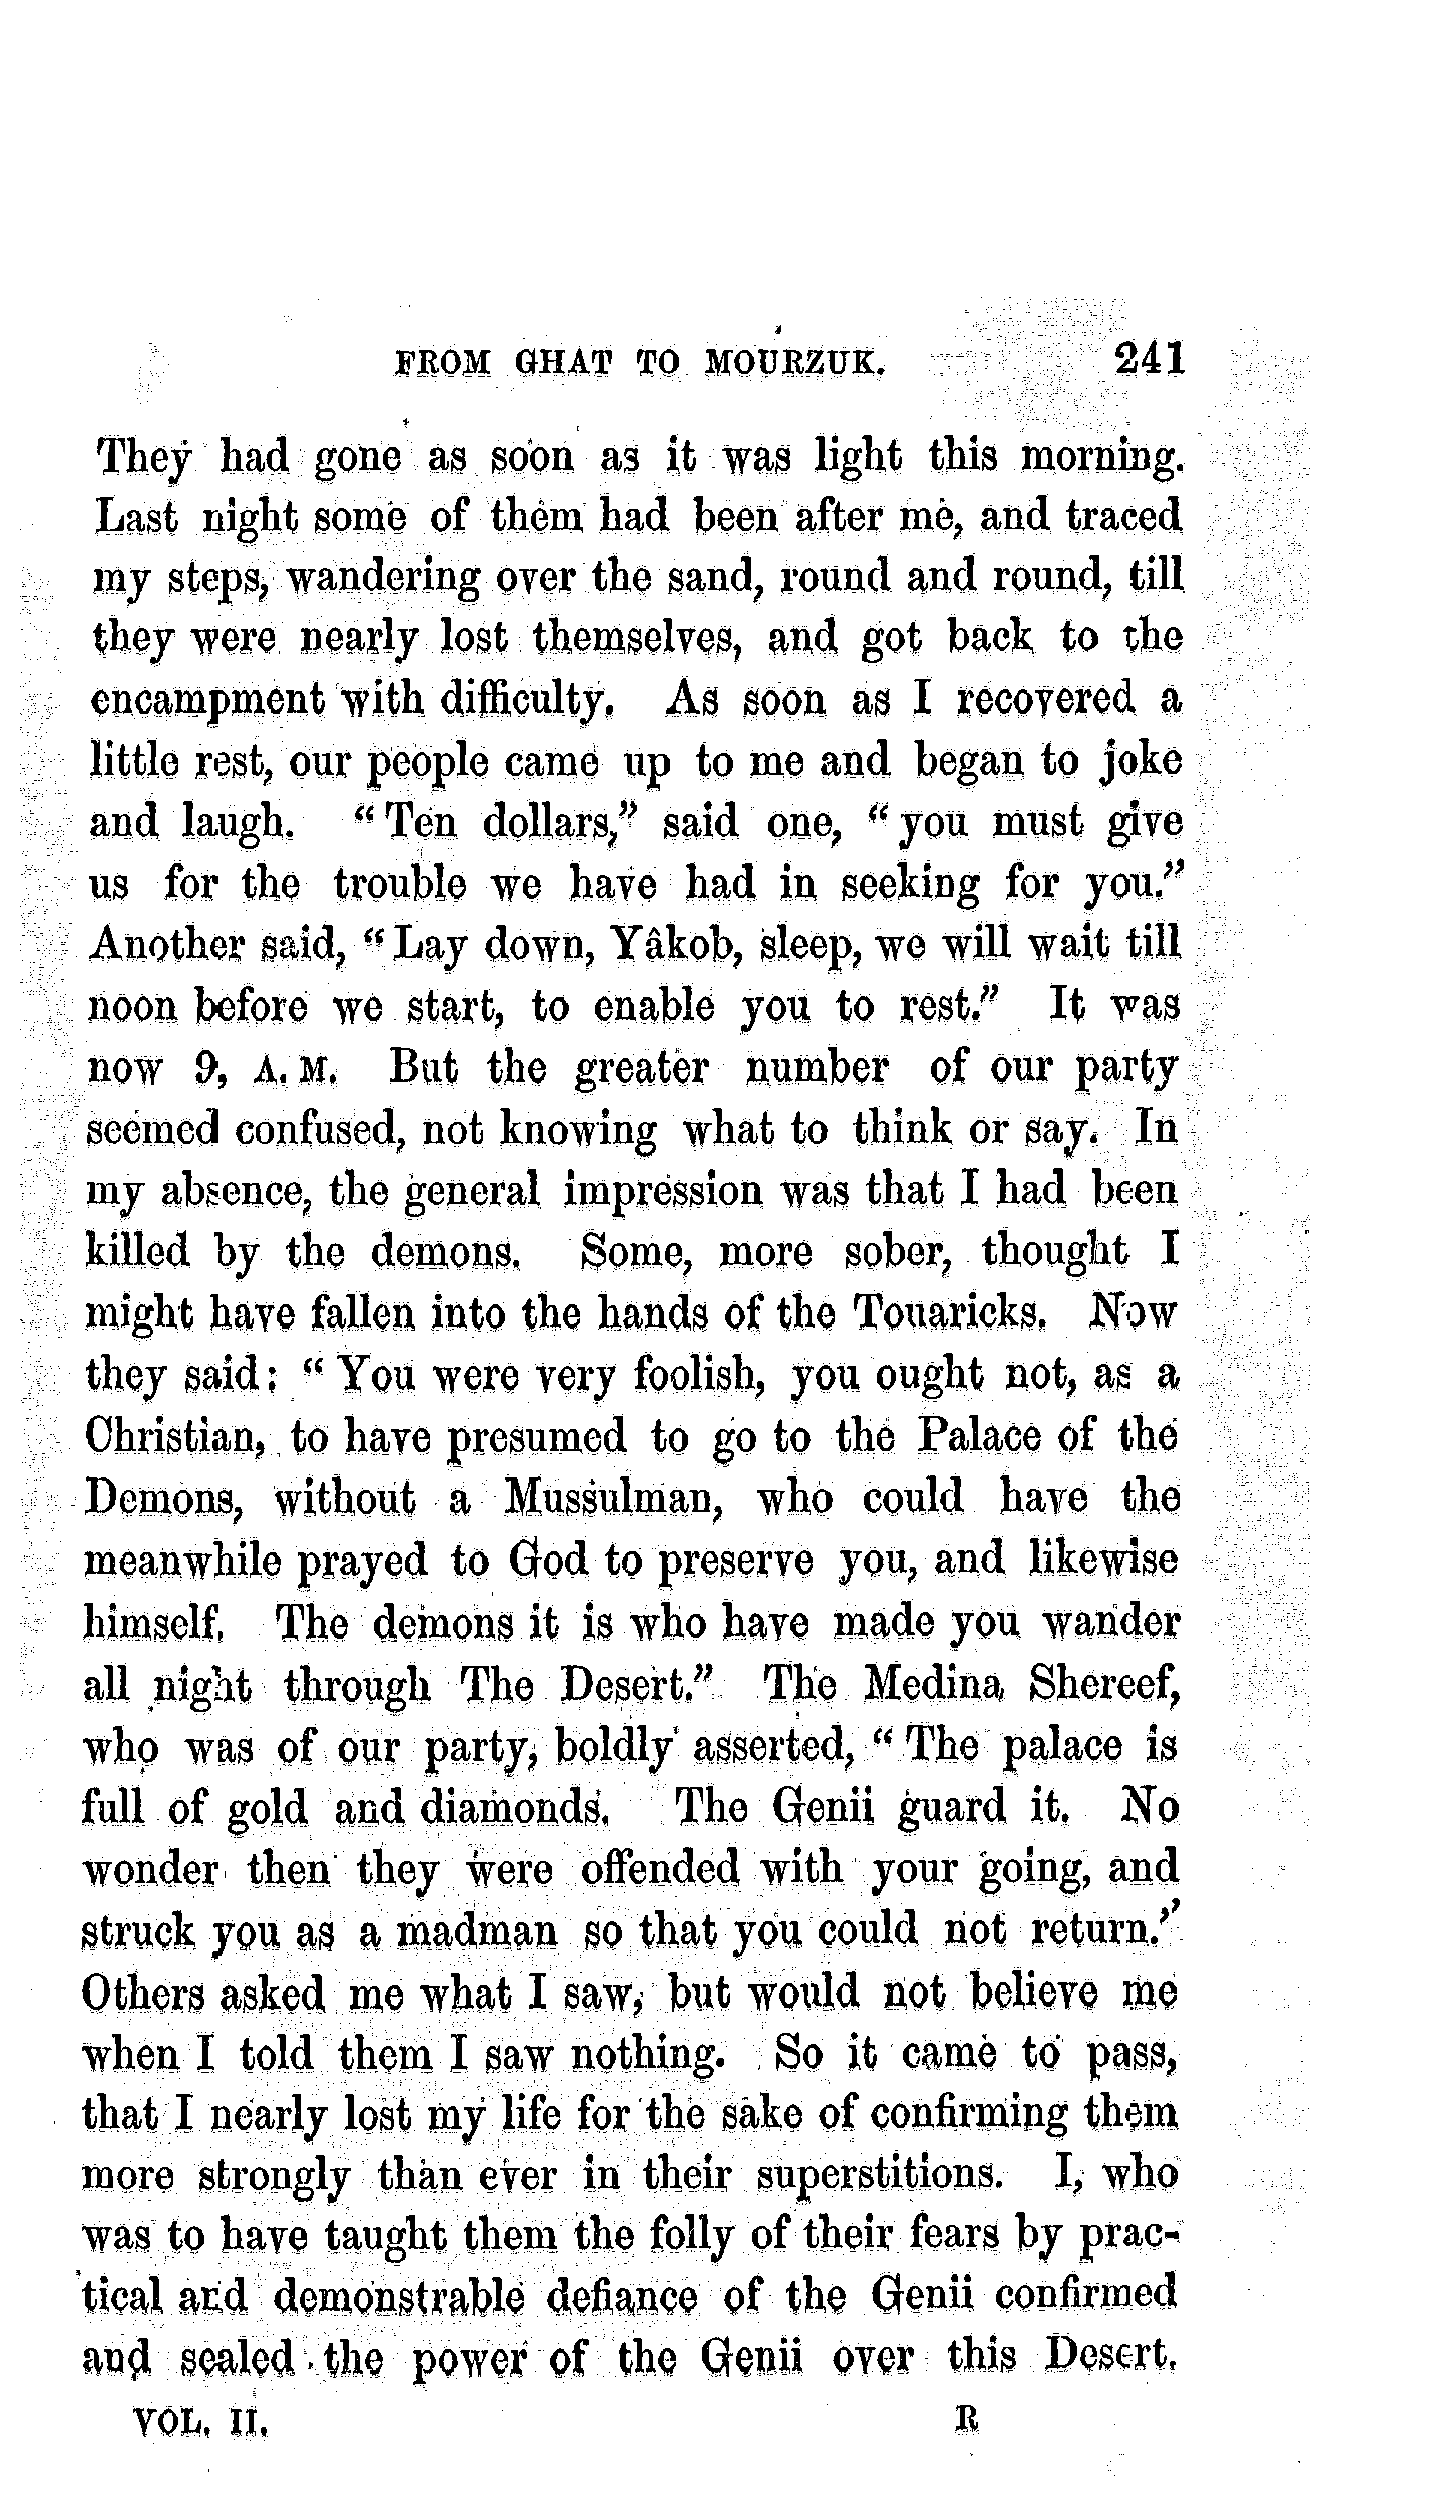 FROM GHAT TO MOURZUK. 241
They had gone as soon as it was light this morning.
Last night some of them had been after me, and traced
my steps, wandering over the sand, round and round, till
they were nearly lost themselves, and got back to the
encampment with difficulty. As soon as I recovered a
little rest, our people came up to me and began to joke
and laugh. "Ten dollars," said one, "you must give
us for the trouble we have had in seeking for you."
Another said, "Lay down, Yâkob, sleep, we will wait till
noon before we start, to enable you to rest." It was
now 9, A.M. But the greater number of our party
seemed confused, not knowing what to think or say. In
my absence, the general impression was that I had been
killed by the demons. Some, more sober, thought I
might have fallen into the hands of the Touaricks. Now
they said: "You were very foolish, you ought not, as a
Christian, to have presumed to go to the Palace of the
Demons, without a Mussulman, who could have the
meanwhile prayed to God to preserve you, and likewise
himself. The demons it is who have made you wander
all night through The Desert." The Medina Shereef,
who was of our party, boldly asserted, "The palace is
full of gold and diamonds. The Genii guard it. No
wonder then they were offended with your going, and
struck you as a madman so that you could not return."
Others asked me what I saw, but would not believe me
when I told them I saw nothing. So it came to pass,
that I nearly lost my life for the sake of confirming them
more strongly than ever in their superstitions. I, who
was to have taught them the folly of their fears by prac-
tical and demonstrable defiance of the Genii confirmed
and sealed the power of the Genii over this Desert.
VOL. II. R